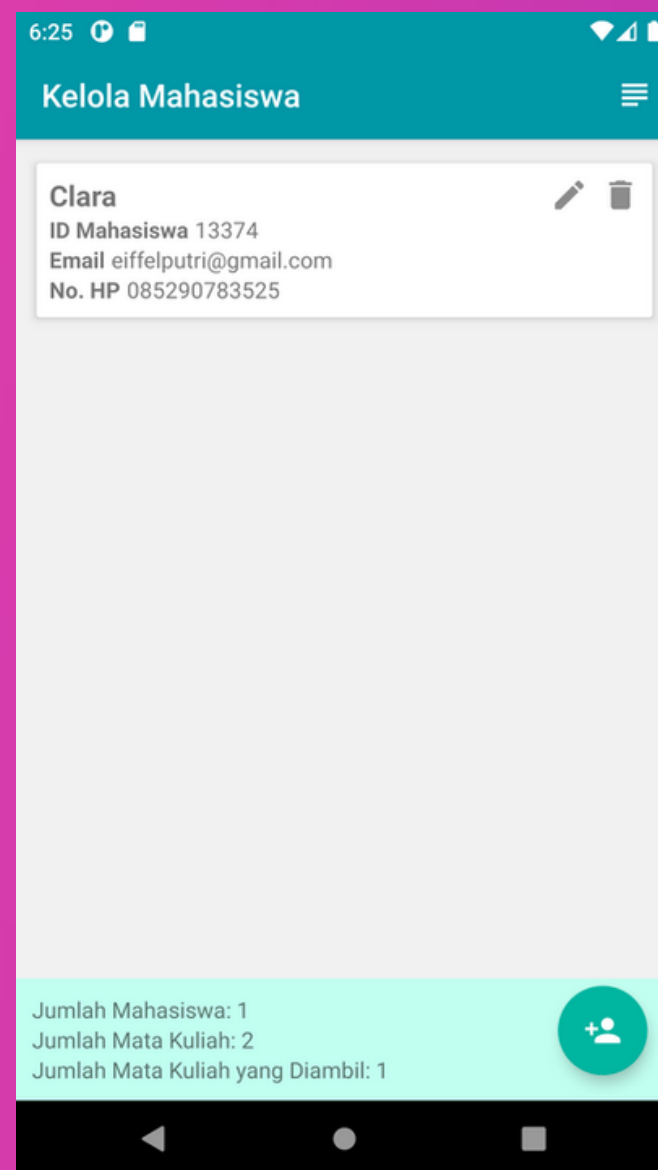 6:25
Kelola Mahasiswa
Clara
ID Mahasiswa 13374
Email eiffelputri@gmail.com
No. HP 085290783525
Jumlah Mahasiswa: 1
Jumlah Mata Kuliah: 2
Jumlah Mata Kuliah yang Diambil: 1